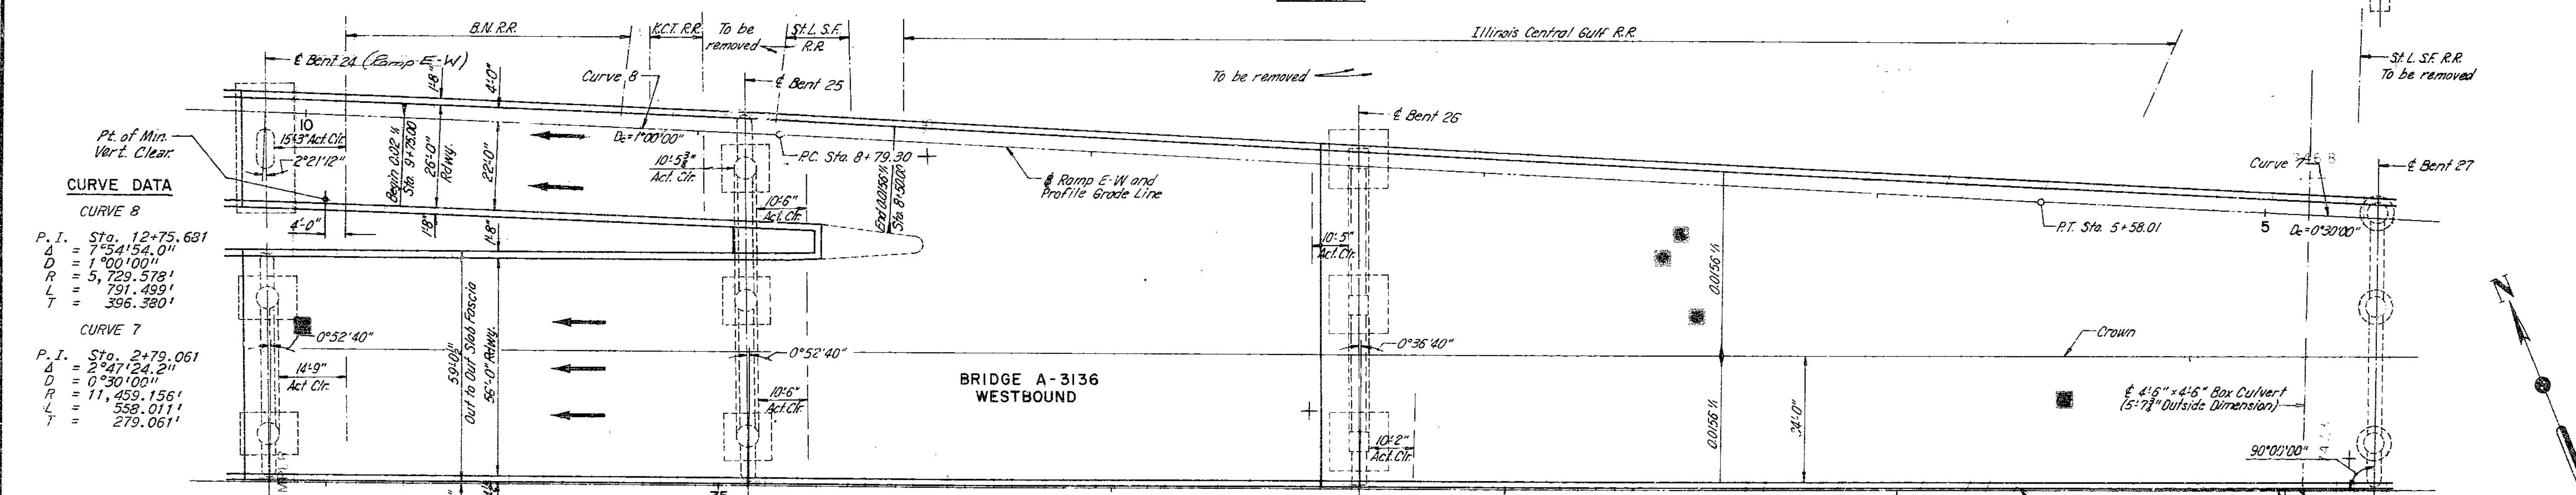 B.N. R.R.
K.C.T. R.R.
To be
removed
St. L. S.F.
R.R.
Illinois Central Gulf R.R.
St. L. S.F. R.R.
To be removed
℄ Bent 24 (Ramp E-W)
1'-8"
4'-0"
Curve 8
℄ Bent 25
To be removed
℄ Bent 26
Pt. of Min.
Vert. Clear.
10
15'-3" Act. Clr.
2°21'12"
Begin 0.02 '/'
Sta. 9+75.00
26'-0"
Rdwy.
22'-0"
Dc=1°00'00"
10'-5¾"
Act. Clr.
P.C. Sta. 8+79.30
End 0.0156 '/'
Sta. 8+50.00
℄ Ramp E-W and
Profile Grade Line
Curve 7
℄ Bent 27
CURVE DATA
CURVE 8
P.I. Sta. 12+75.681
Δ = 7°54'54.0"
D = 1°00'00"
R = 5,729.578'
L = 791.499'
T = 396.380'
CURVE 7
P.I. Sta. 2+79.061
Δ = 2°47'24.2"
D = 0°30'00"
R = 11,459.156'
L = 558.011'
T = 279.061'
4'-0"
1'-8"
1'-8"
10'-6"
Act. Clr.
10'-5"
Act. Clr.
P.T. Sta. 5+58.01
5
Dc=0°30'00"
N
0°52'40"
14'-9"
Act. Clr.
59'-0"
Out to Out Slab Fascia
56'-0" Rdwy.
0°52'40"
10'-6"
Act. Clr.
BRIDGE A-3136
WESTBOUND
0°36'40"
0.0156 '/'
0.0156 '/'
34'-0"
Crown
℄ 4'-6" x 4'-6" Box Culvert
(5'-7¾" Outside Dimension)
10'-2"
Act. Clr.
90°00'00"
75